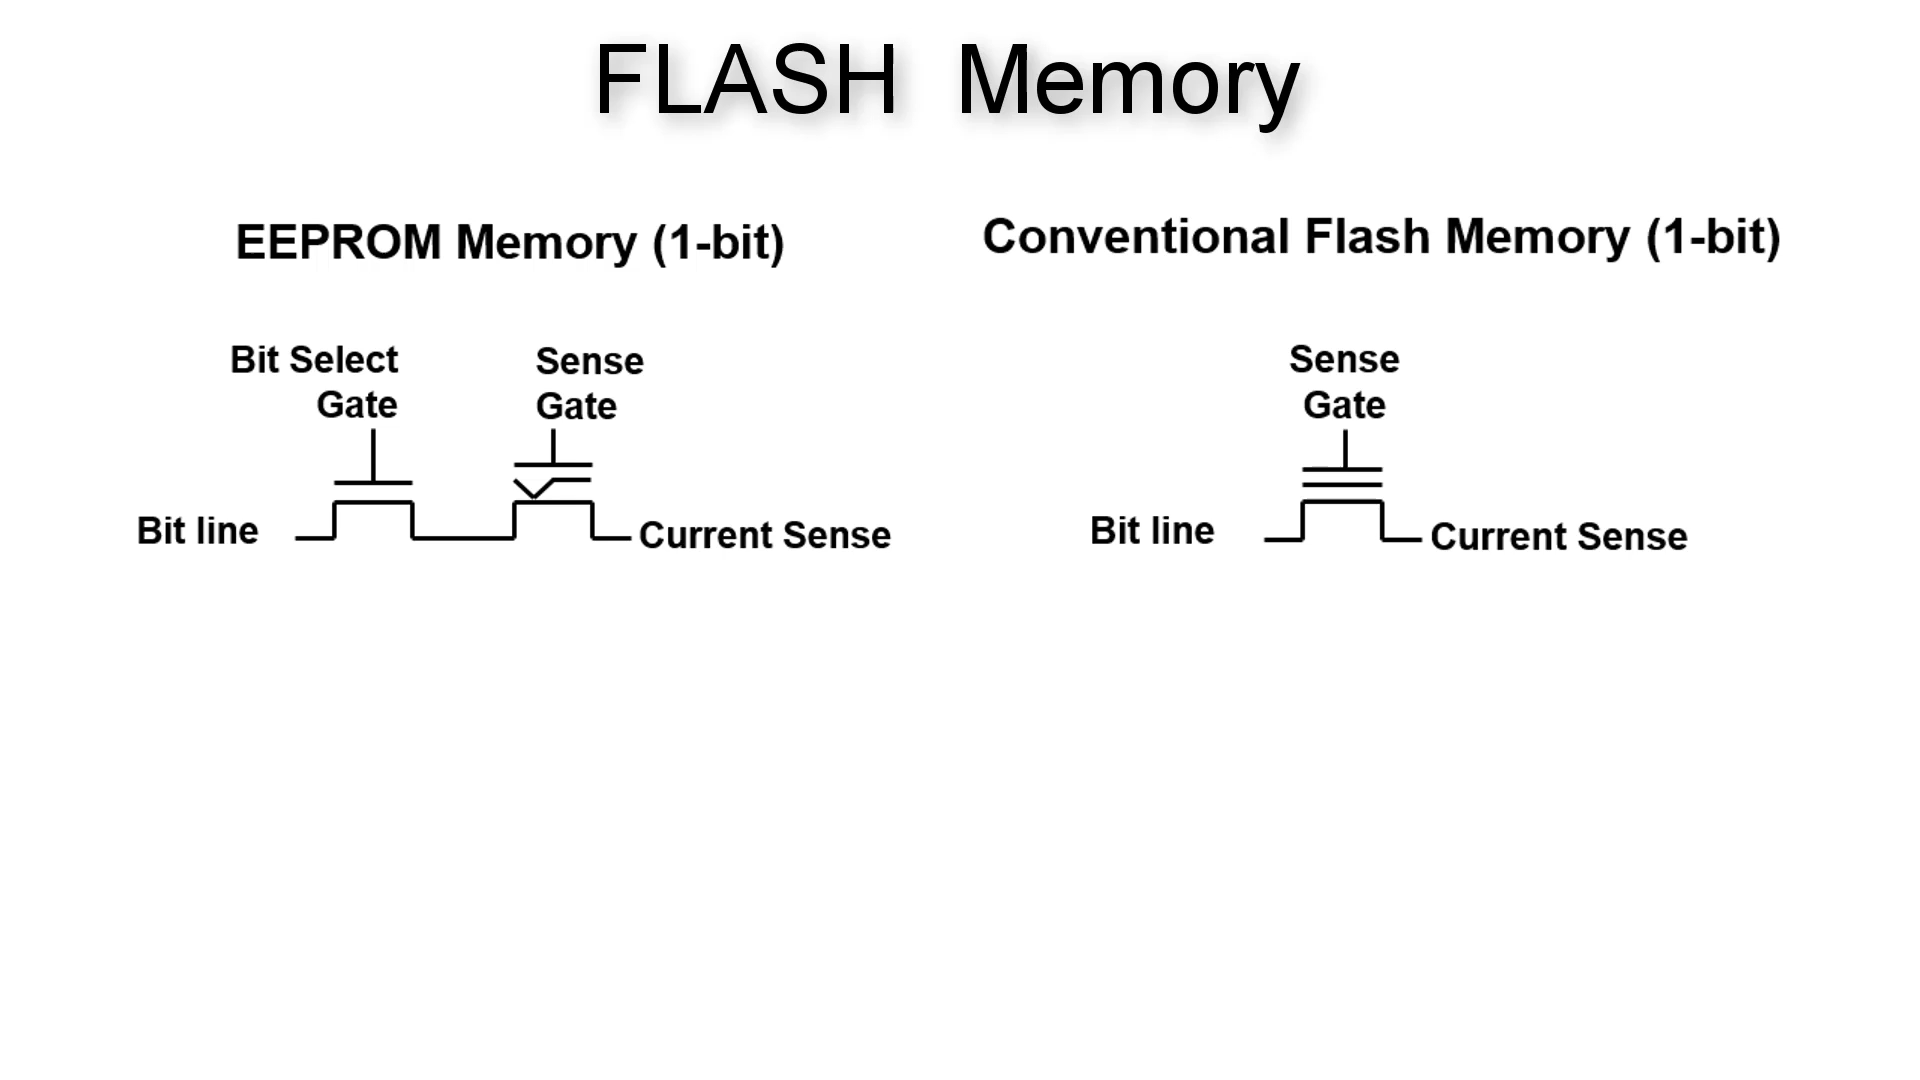 FLASH Memory
EEPROM Memory (1-bit)
Conventional Flash Memory (1-bit)
Bit Select
Gate
Sense
Gate
Bit line
Current Sense
Sense
Gate
Bit line
Current Sense